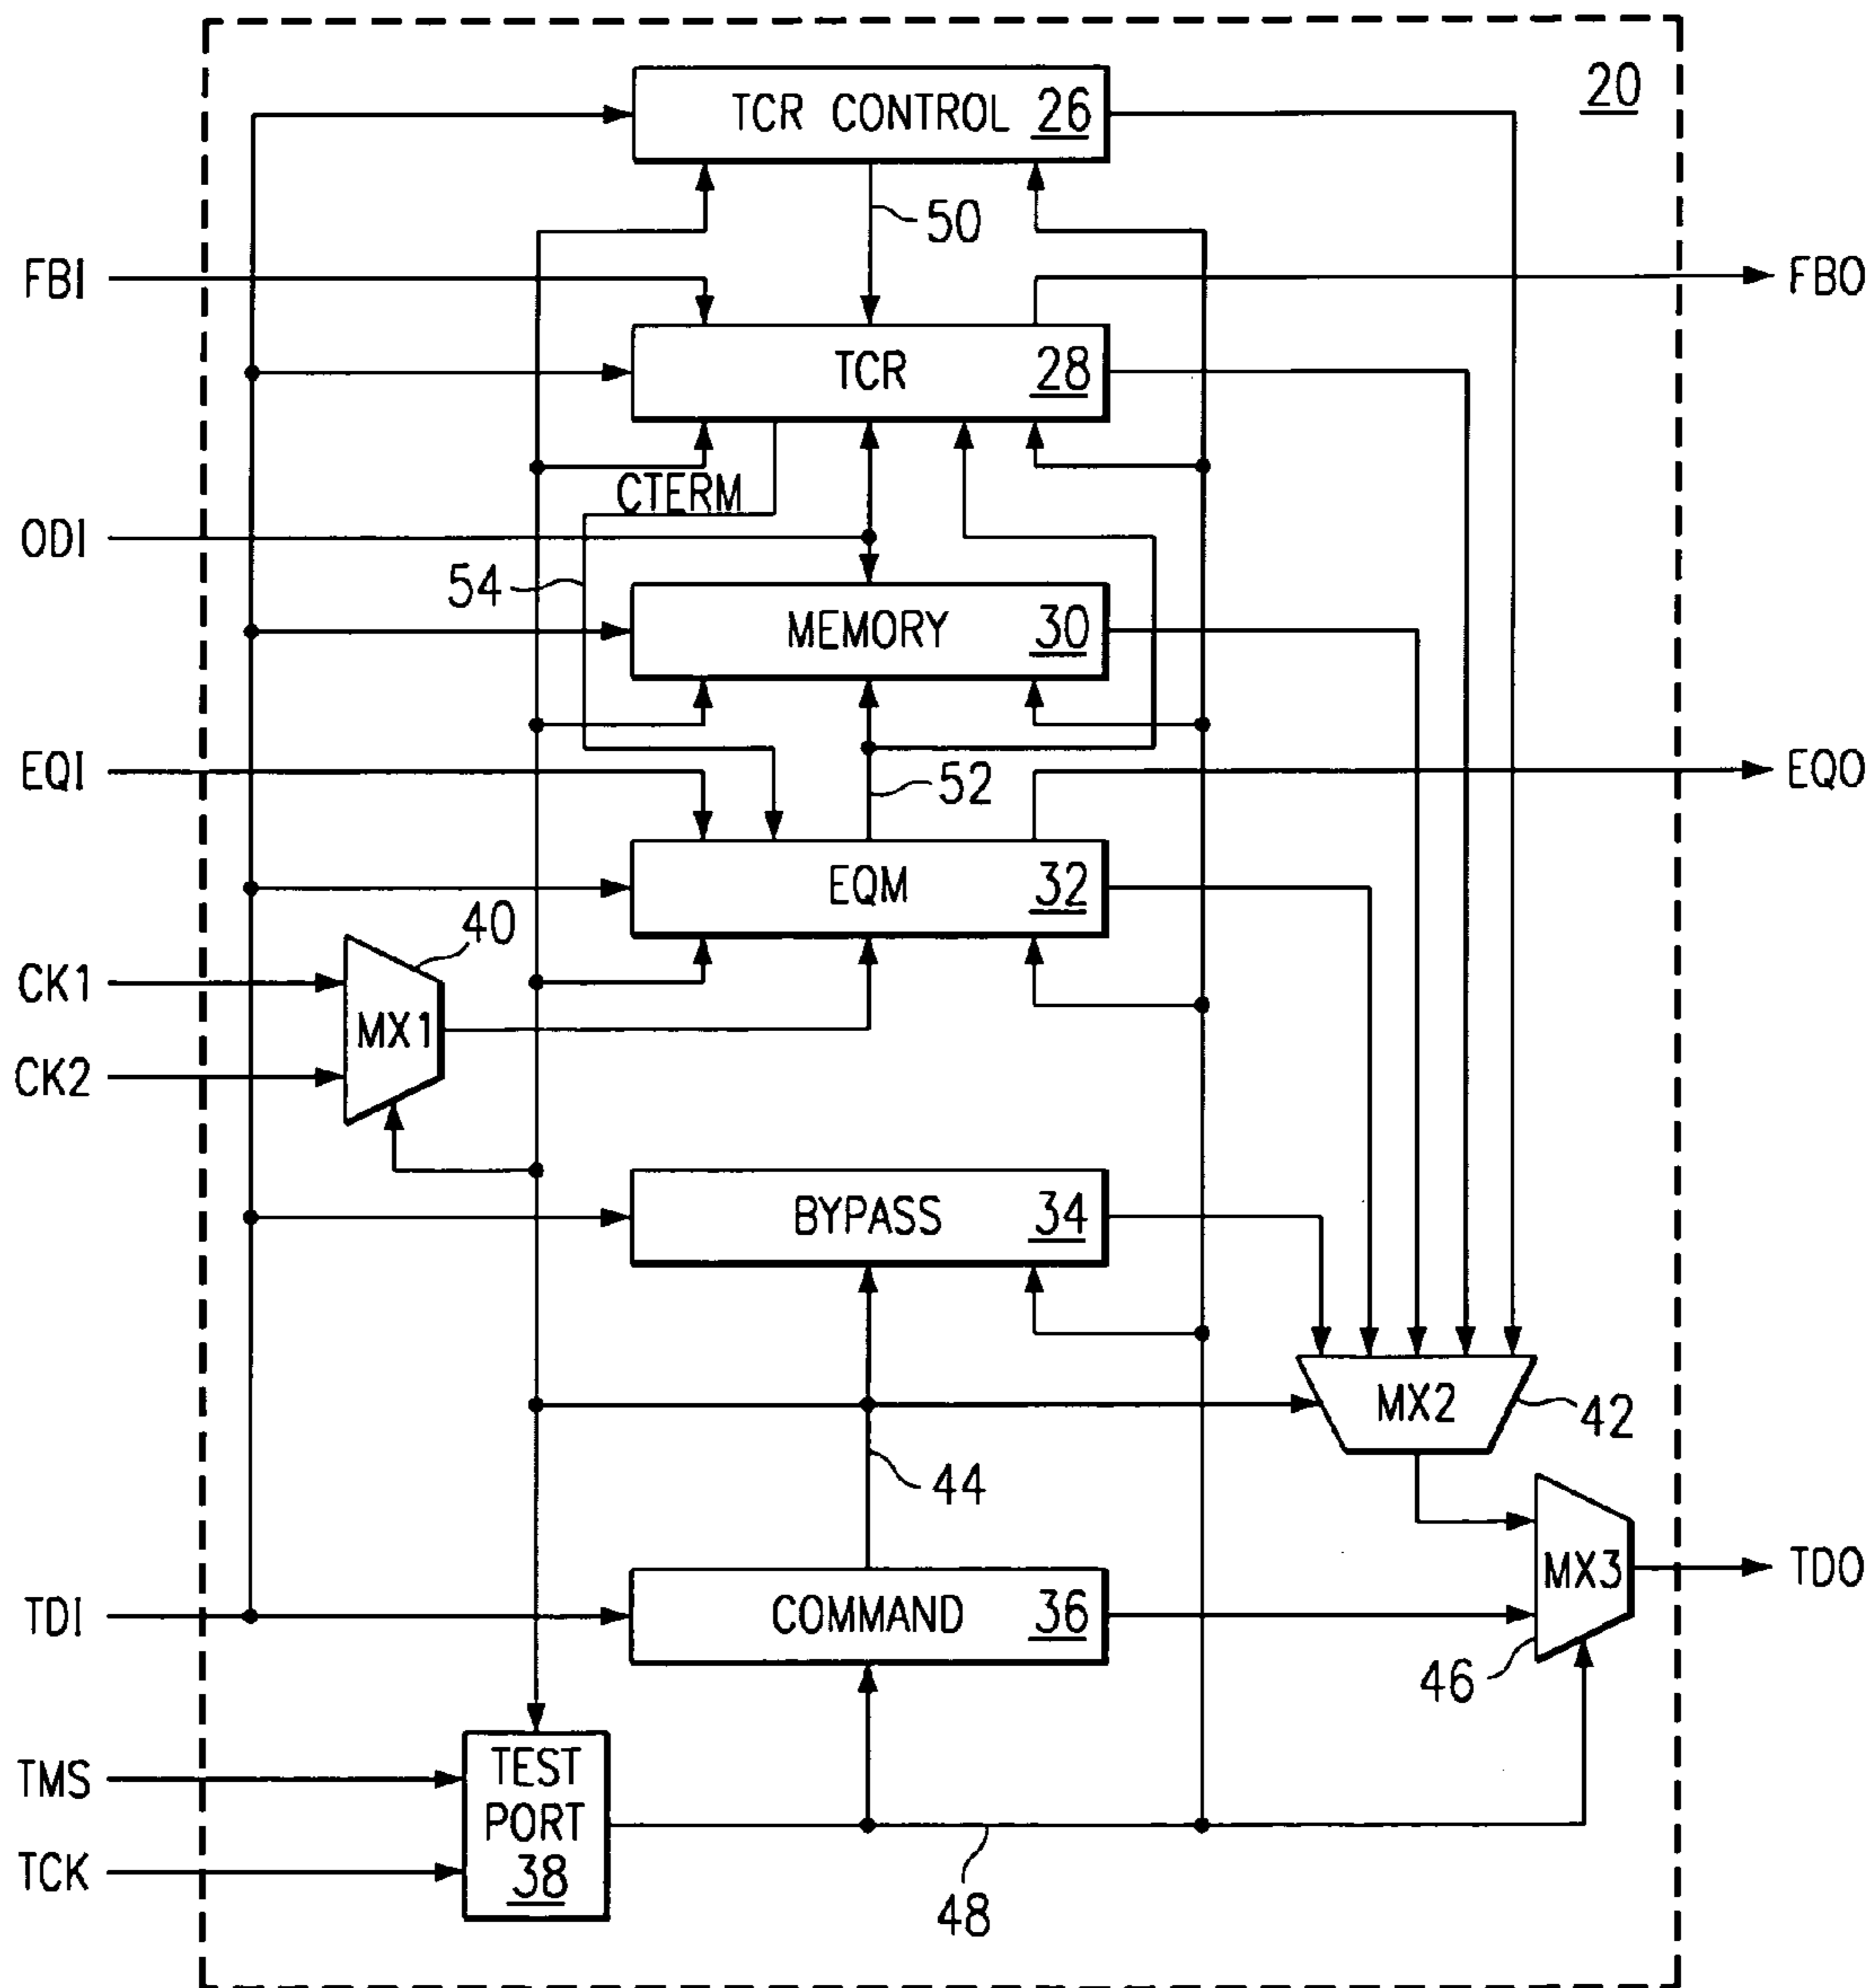 20
TCR CONTROL 26
50
FBI
FBO
TCR 28
CTERM
ODI
54
MEMORY 30
EQI
EQO
52
EQM 32
40
CK1
MX1
CK2
BYPASS 34
MX2
42
44
MX3
TDO
TDI
COMMAND 36
46
TMS
TEST
PORT
38
TCK
48